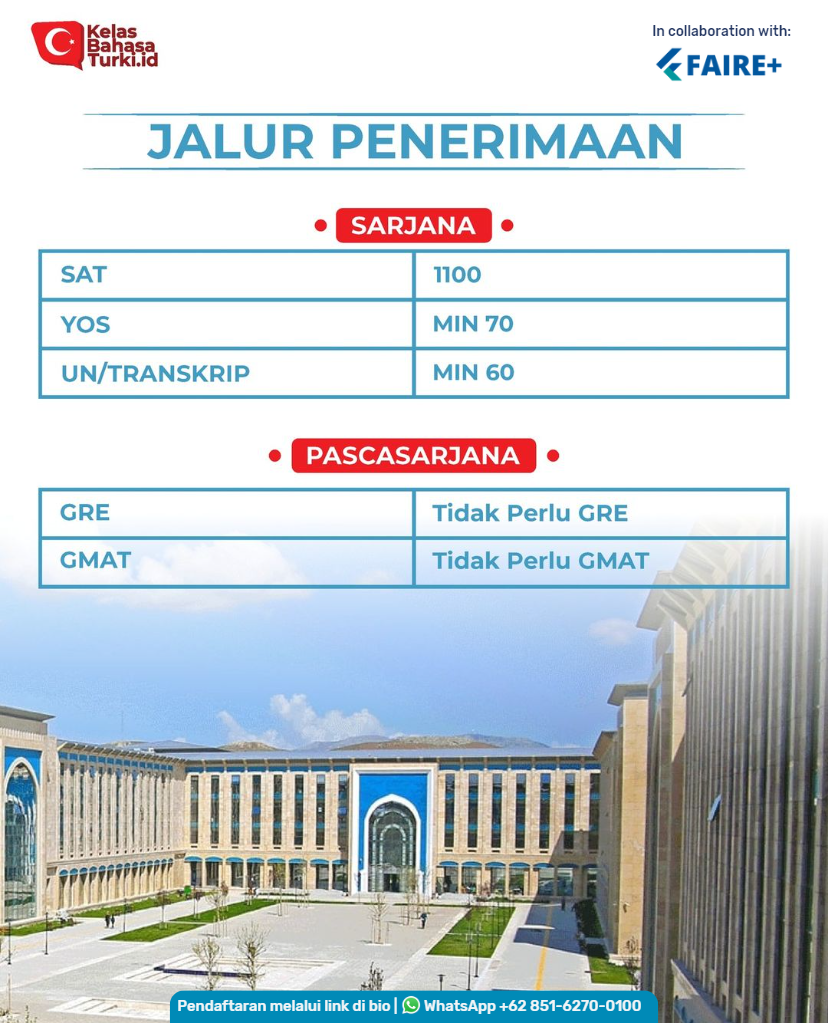 Kelas
Bahasa
Turki.id
In collaboration with:
FAIRE+
JALUR PENERIMAAN
SARJANA
SAT 1100
YOS MIN 70
UN/TRANSKRIP MIN 60
PASCASARJANA
GRE Tidak Perlu GRE
GMAT Tidak Perlu GMAT
Pendaftaran melalui link di bio | WhatsApp +62 851-6270-0100